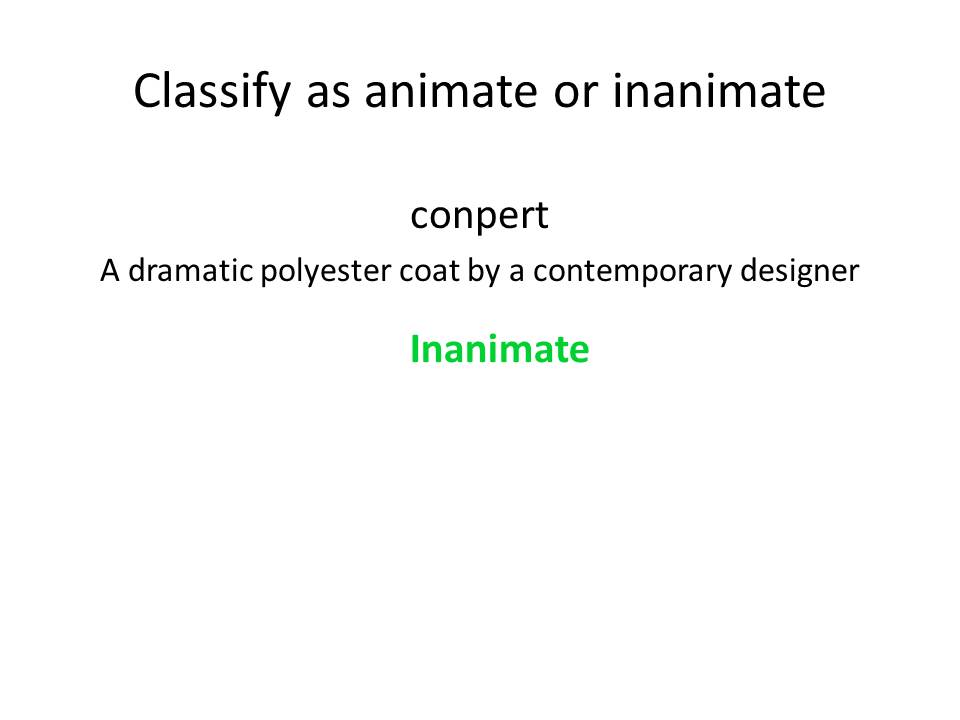 Classify as animate or inanimate
conpert
A dramatic polyester coat by a contemporary designer
Inanimate